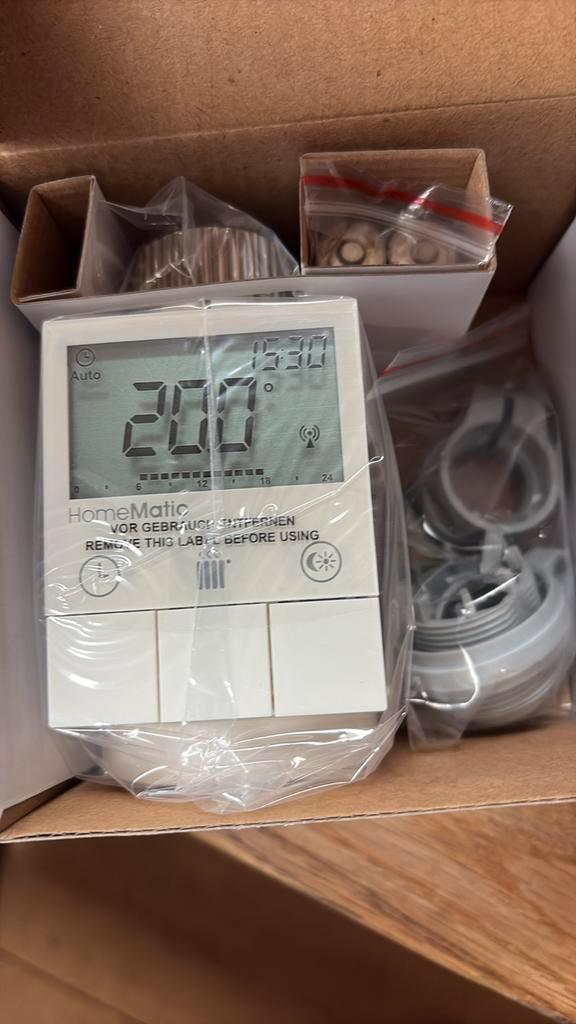 15:30
Auto
20.0°
0 6 12 18 24
HomeMatic
VOR GEBRAUCH ENTFERNEN
REMOVE THIS LABEL BEFORE USING